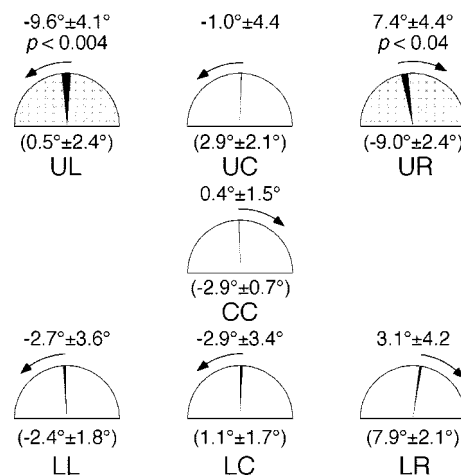 -9.6°±4.1°
p < 0.004
-1.0°±4.4
7.4°±4.4°
p < 0.04
(0.5°±2.4°)
UL
(2.9°±2.1°)
UC
(-9.0°±2.4°)
UR
0.4°±1.5°
(-2.9°±0.7°)
CC
-2.7°±3.6°
-2.9°±3.4°
3.1°±4.2
(-2.4°±1.8°)
LL
(1.1°±1.7°)
LC
(7.9°±2.1°)
LR